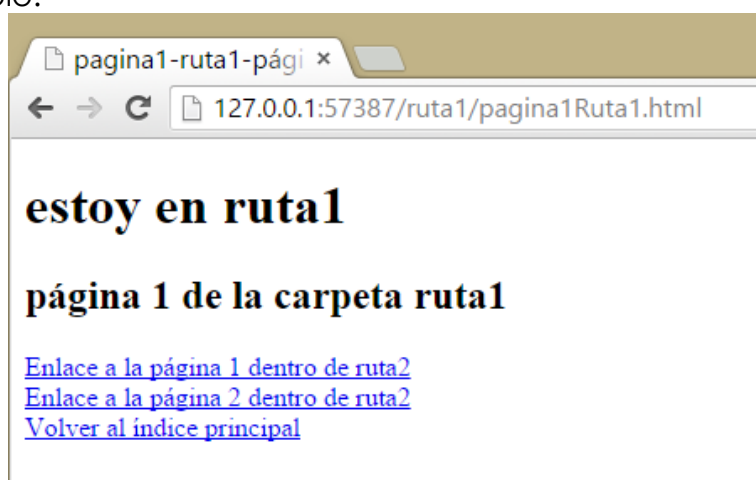 pagina1-ruta1-pági
127.0.0.1:57387/ruta1/pagina1Ruta1.html
estoy en ruta1
página 1 de la carpeta ruta1
Enlace a la página 1 dentro de ruta2
Enlace a la página 2 dentro de ruta2
Volver al índice principal